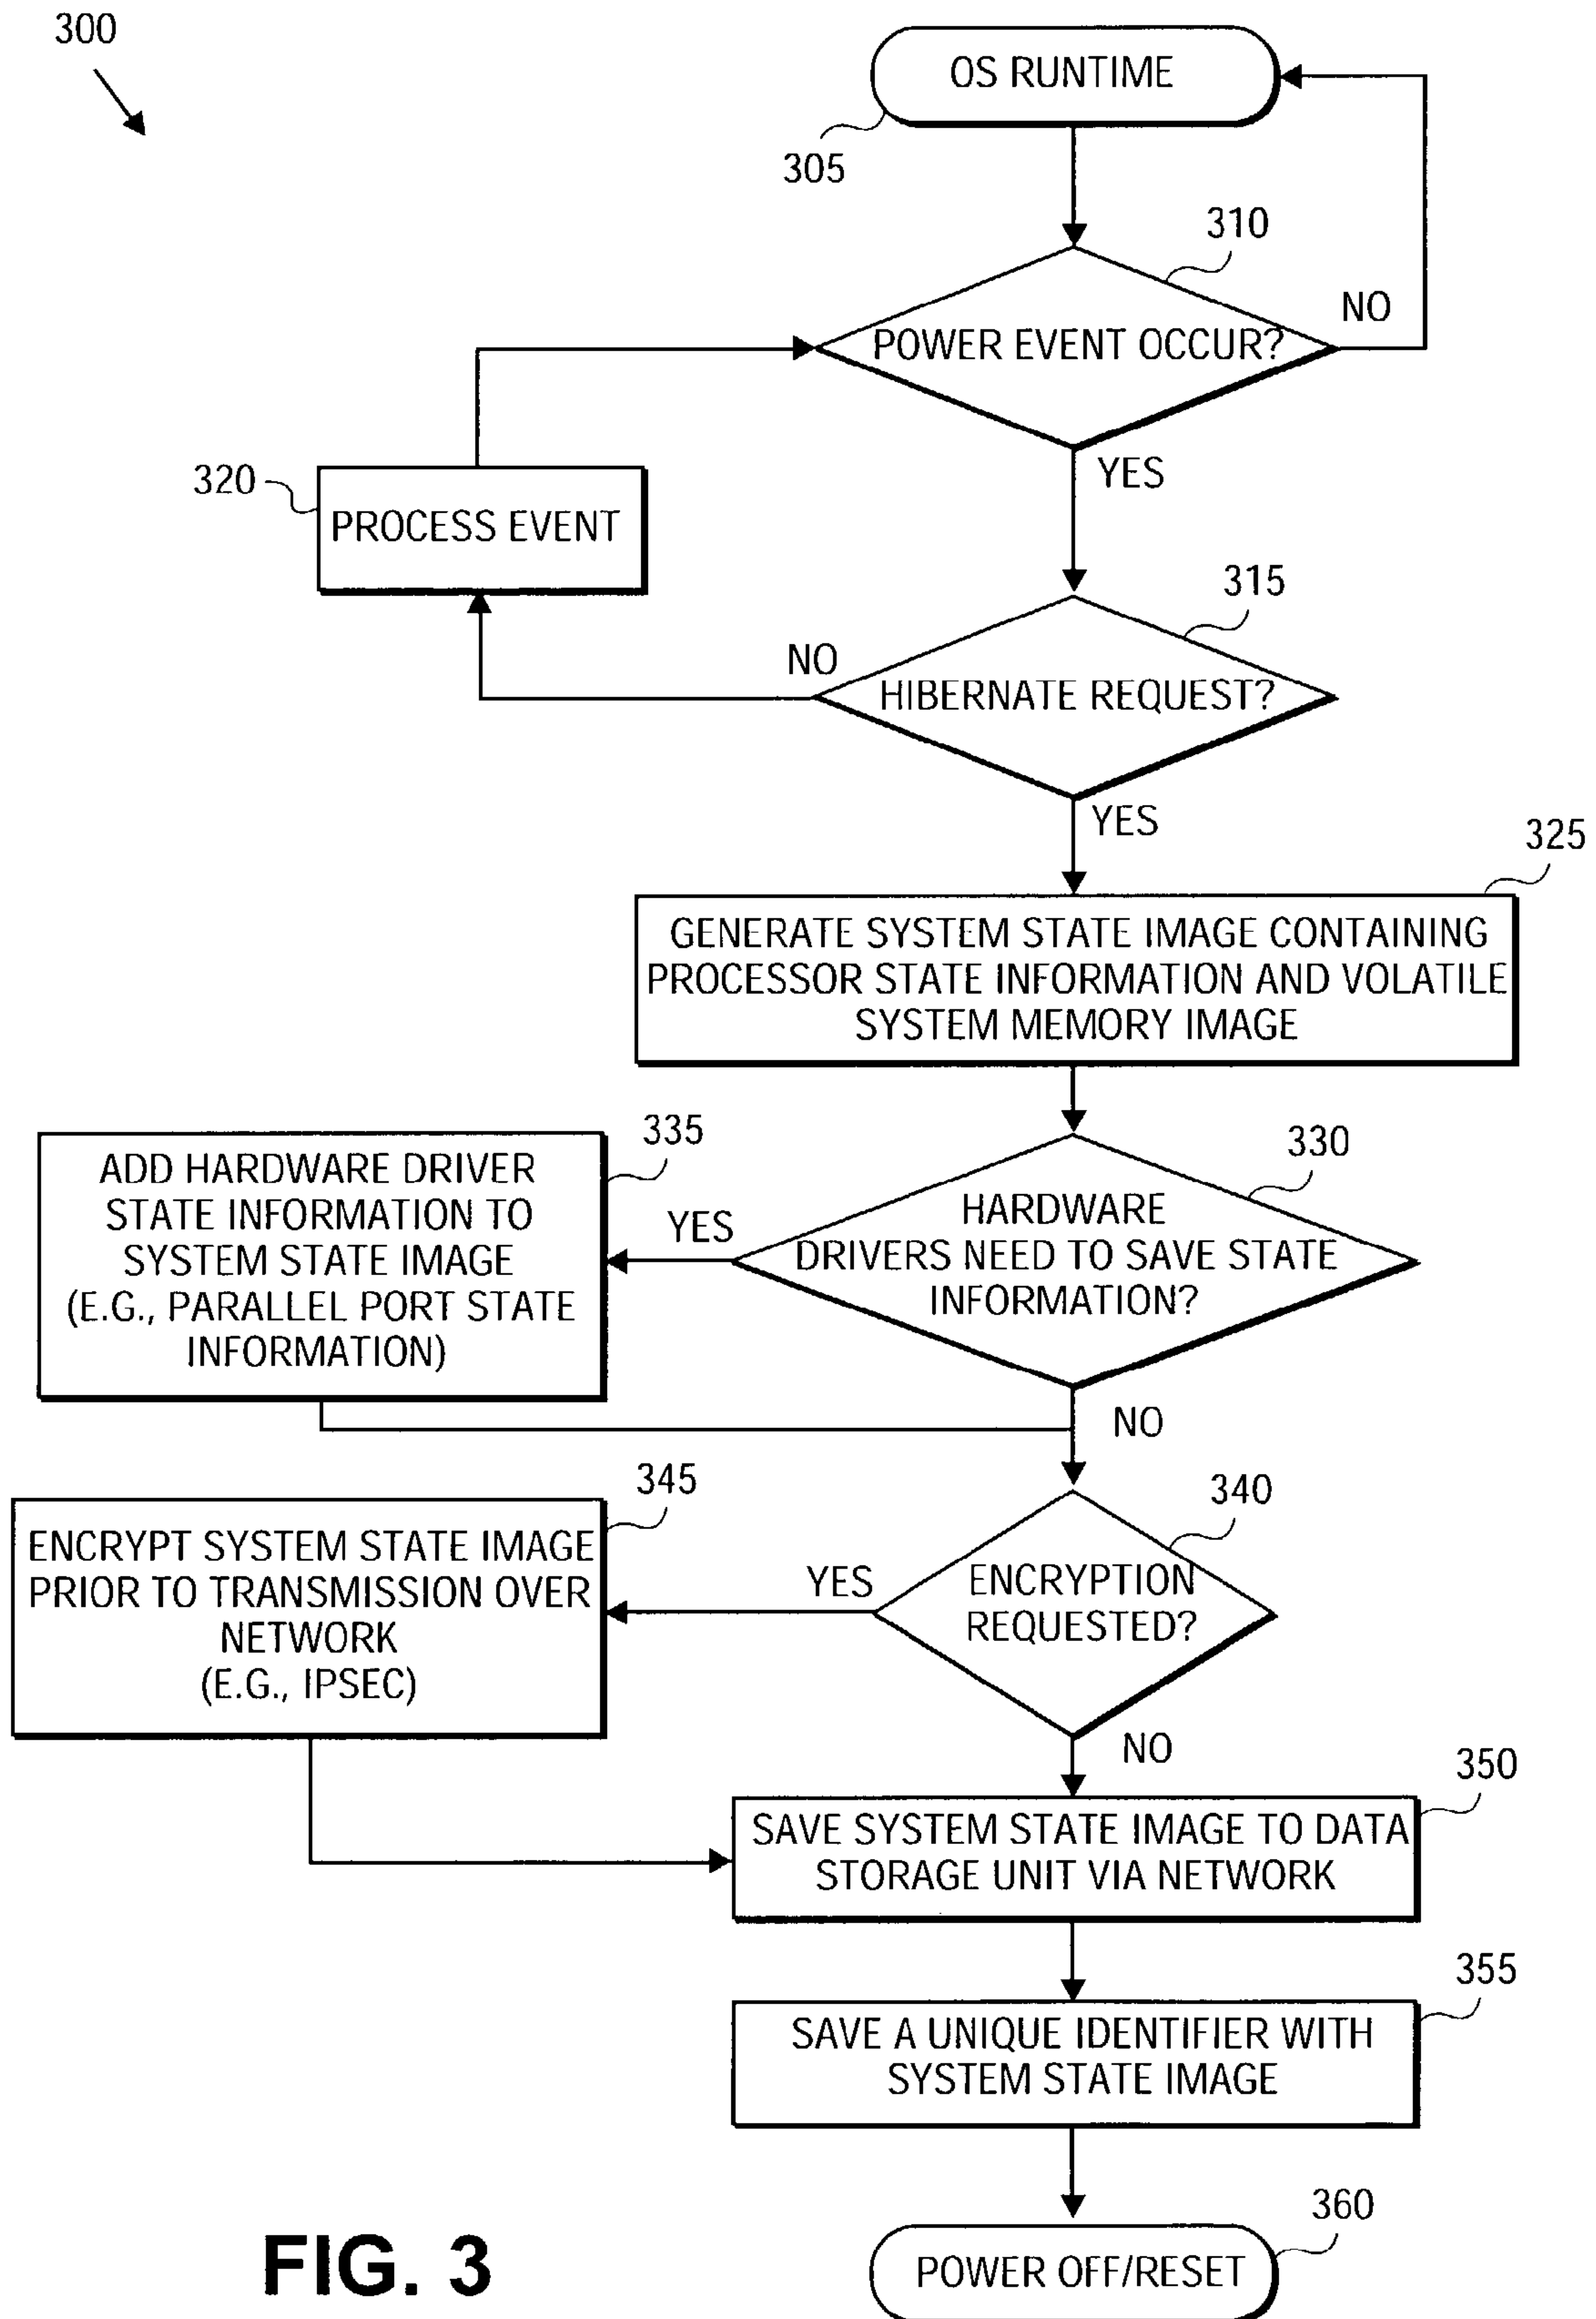 300
OS RUNTIME
305
310
POWER EVENT OCCUR?
NO
YES
320
PROCESS EVENT
315
HIBERNATE REQUEST?
NO
YES
325
GENERATE SYSTEM STATE IMAGE CONTAINING
PROCESSOR STATE INFORMATION AND VOLATILE
SYSTEM MEMORY IMAGE
330
HARDWARE
DRIVERS NEED TO SAVE STATE
INFORMATION?
YES
335
ADD HARDWARE DRIVER
STATE INFORMATION TO
SYSTEM STATE IMAGE
(E.G., PARALLEL PORT STATE
INFORMATION)
NO
340
ENCRYPTION
REQUESTED?
YES
345
ENCRYPT SYSTEM STATE IMAGE
PRIOR TO TRANSMISSION OVER
NETWORK
(E.G., IPSEC)
NO
350
SAVE SYSTEM STATE IMAGE TO DATA
STORAGE UNIT VIA NETWORK
355
SAVE A UNIQUE IDENTIFIER WITH
SYSTEM STATE IMAGE
360
POWER OFF/RESET
FIG. 3